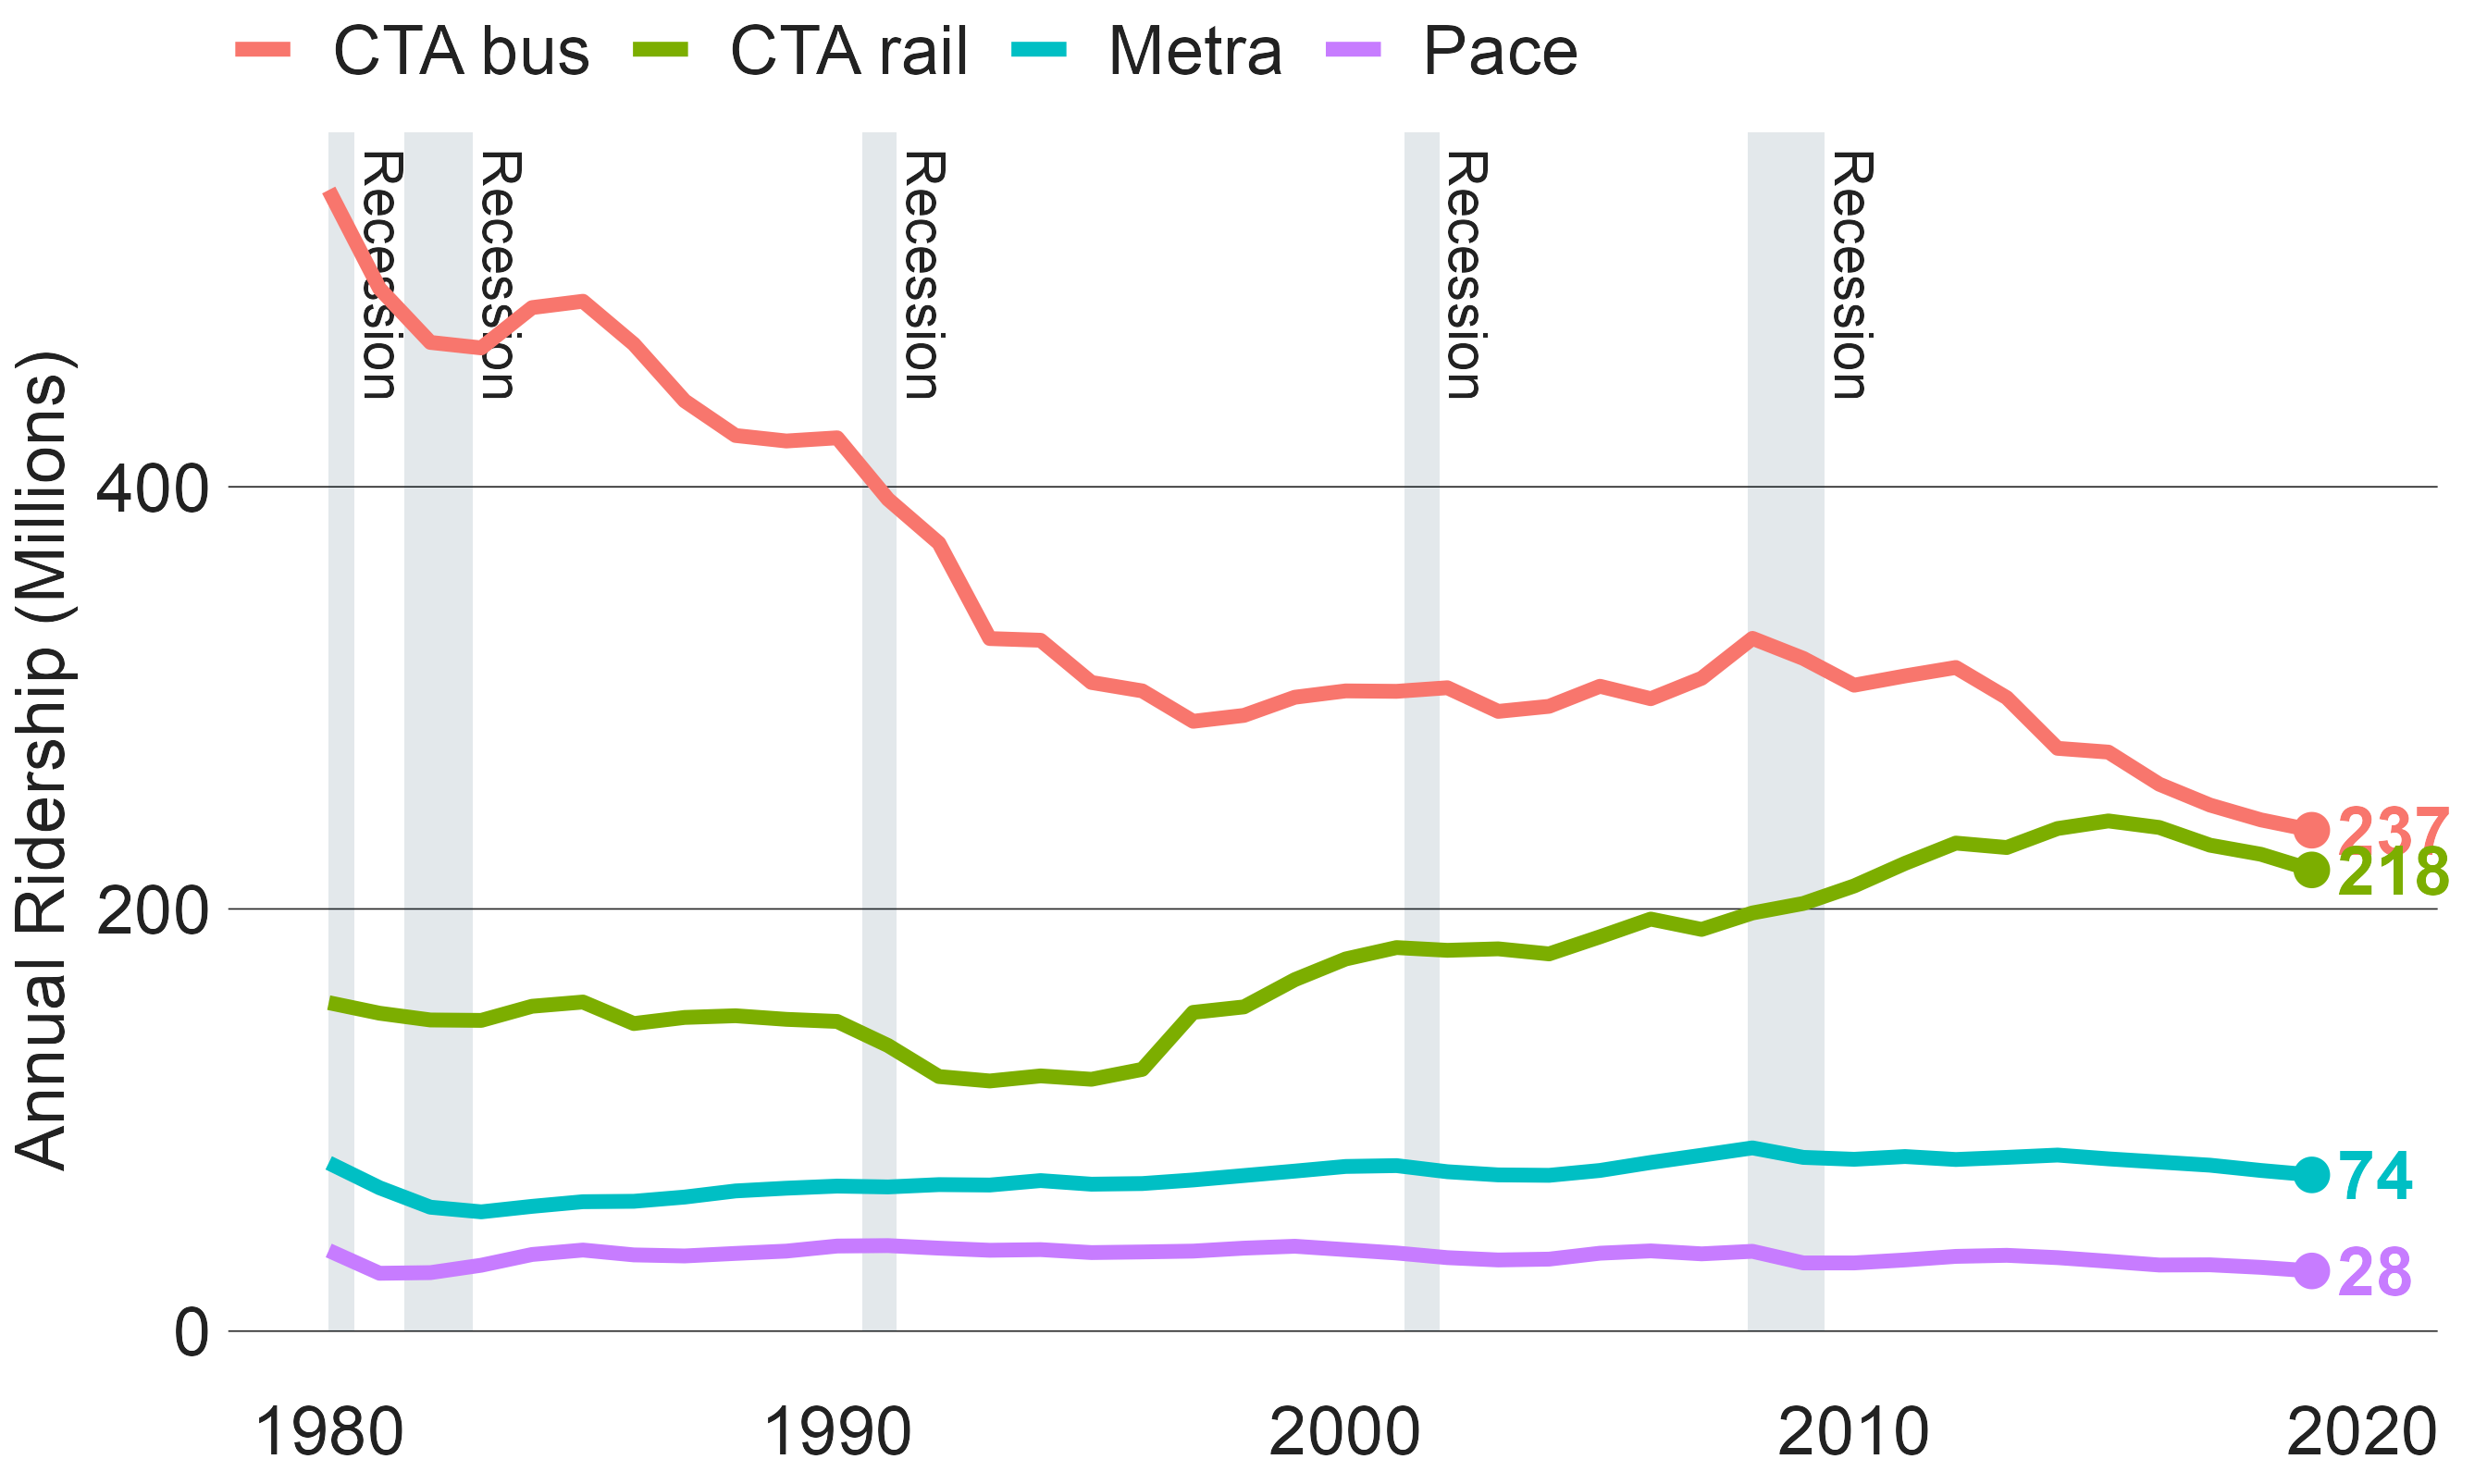 CTA bus CTA rail Metra Pace
Annual Ridership (Millions)
Recession
Recession
Recession
Recession
Recession
400
200
0
237
218
74
28
1980 1990 2000 2010 2020